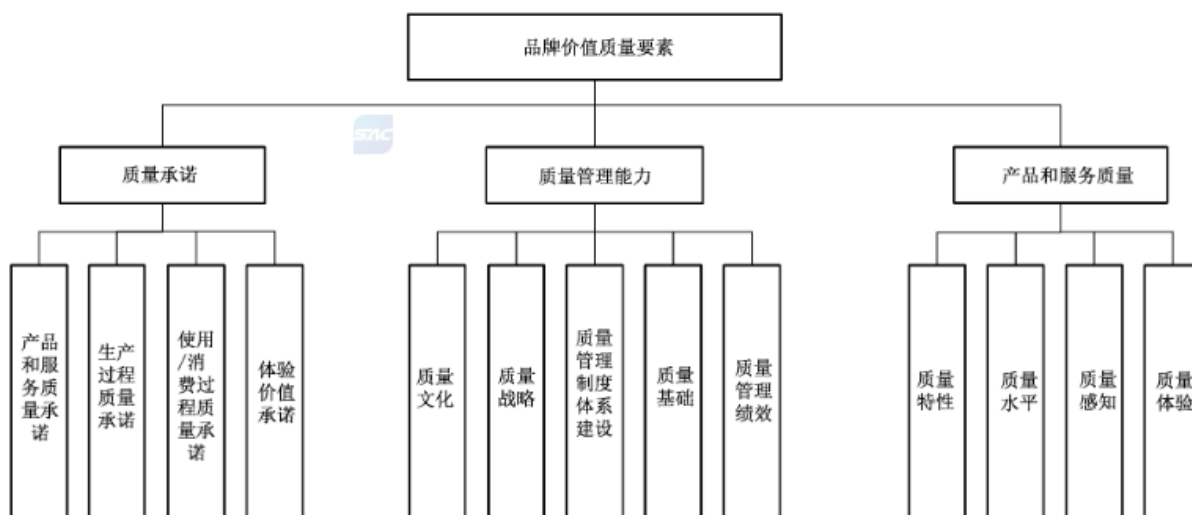 品牌价值质量要素
SAC
质量承诺
质量管理能力
产品和服务质量
产品
和服
务质
量承
诺
生产
过程
质量
承诺
使用
/消
费过
程质
量承诺
体验
价值
承诺
质量
文化
质量
战略
质量
管理
制度
体系
建设
质量
基础
质量
管理
绩效
质量
特性
质量
水平
质量
感知
质量
体验